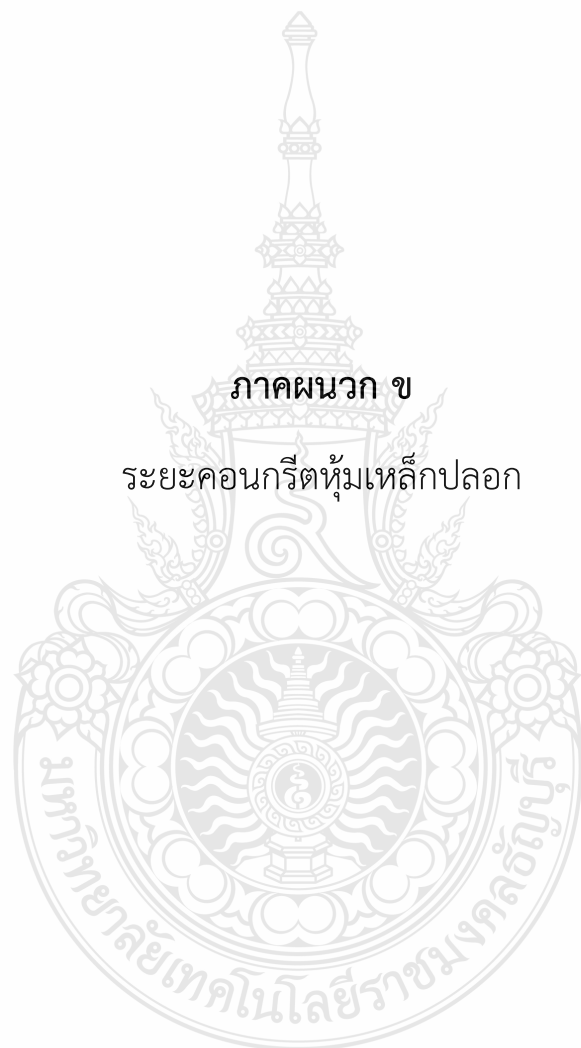 ภาคผนวก ข
ระยะคอนกรีตหุ้มเหล็กปลอก
มหาวิทยาลัยเทคโนโลยีราชมงคลธัญบุรี